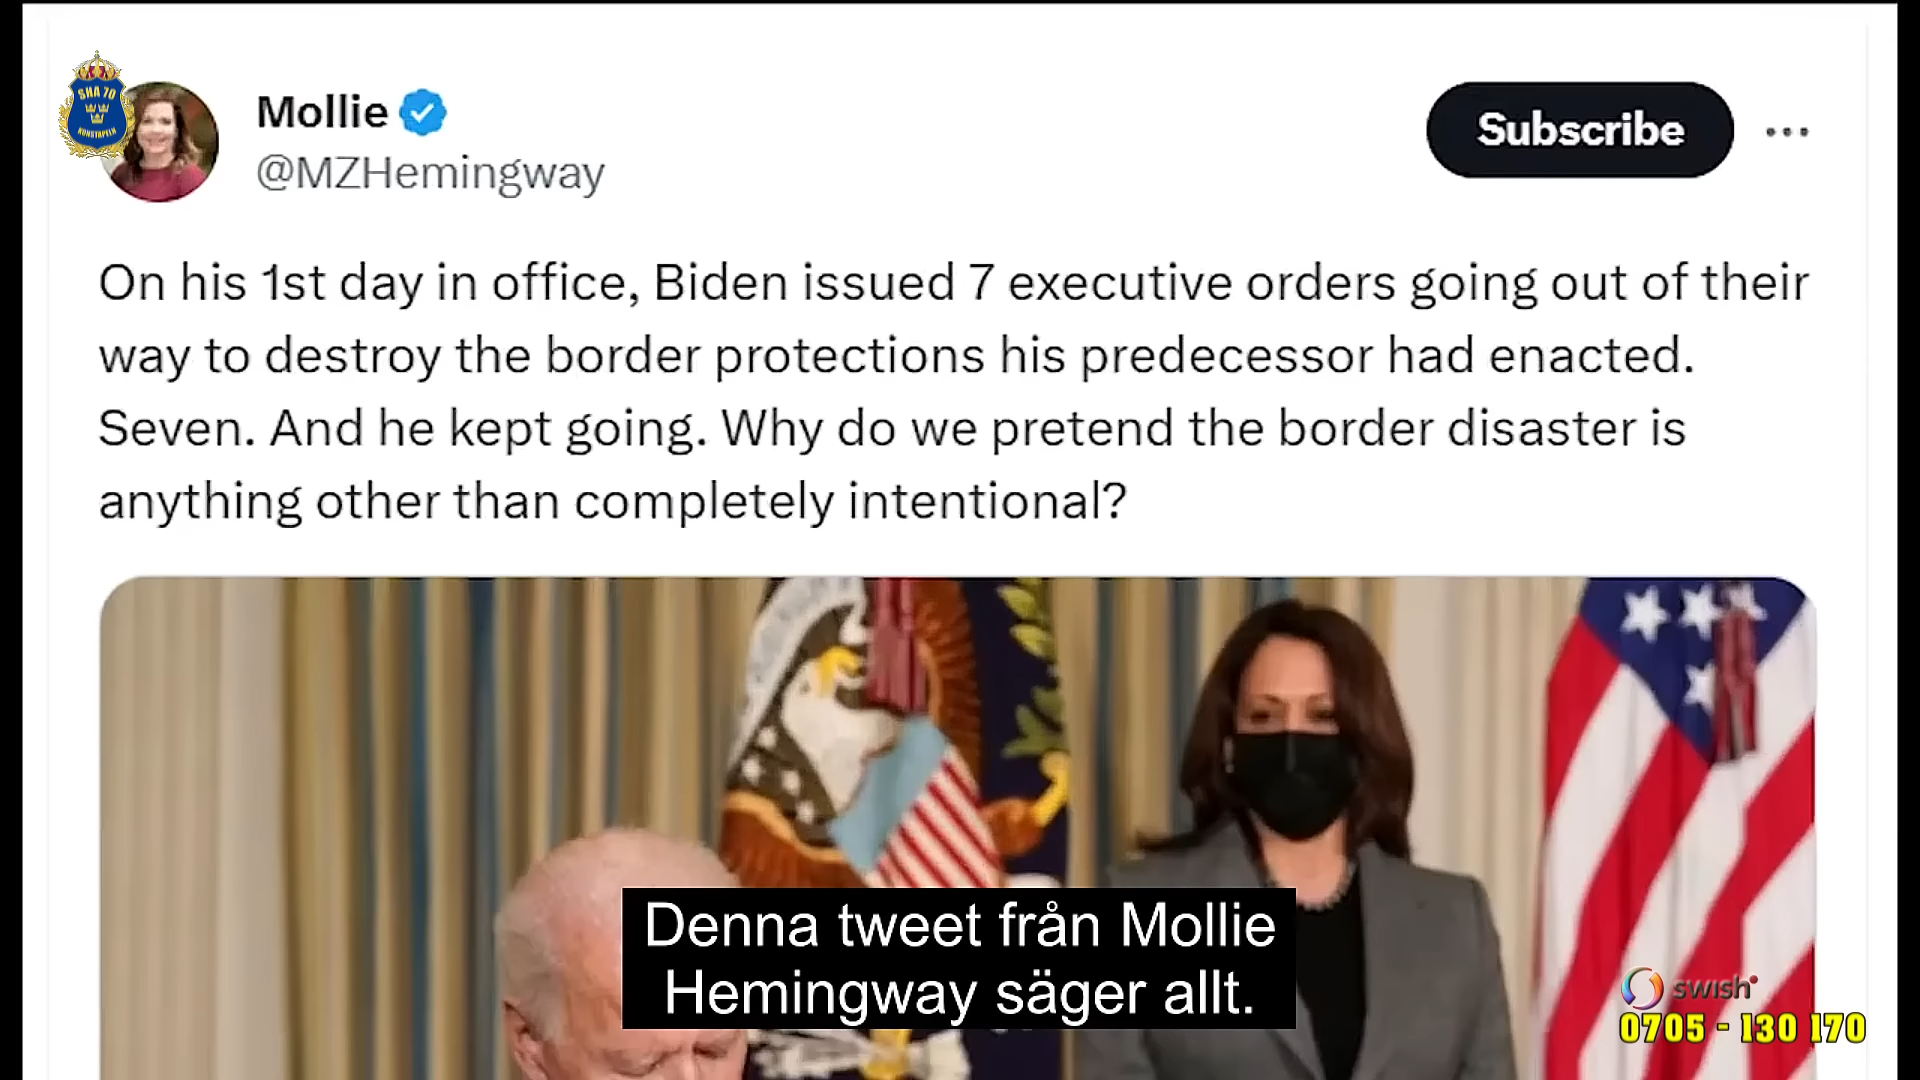 SHA 70
KONSTAPELN
Mollie
@MZHemingway
Subscribe
On his 1st day in office, Biden issued 7 executive orders going out of their
way to destroy the border protections his predecessor had enacted.
Seven. And he kept going. Why do we pretend the border disaster is
anything other than completely intentional?
Denna tweet från Mollie
Hemingway säger allt.
swish
0705 - 130 170